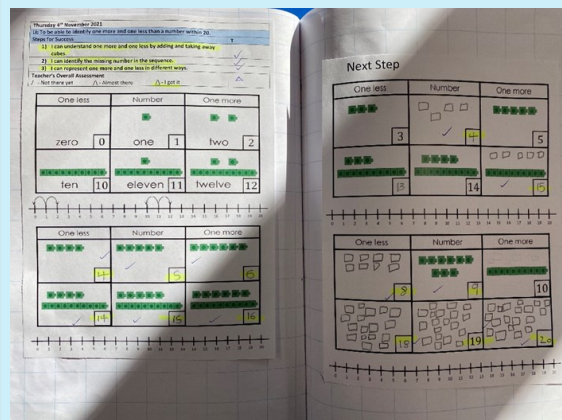 Thursday 4th November 2021
LI: To be able to identify one more and one less than a number within 20.
Steps for Success
T
1) I can understand one more and one less by adding and taking away
cubes.
2) I can identify the missing number in the sequence.
3) I can represent one more and one less in different ways.
Teacher's Overall Assessment
/ - Not there yet /\ - Almost there - I got it
One less Number One more
zero 0 one 1 two 2
ten 10 eleven 11 twelve 12
One less Number One more
4 5 6
14 15 16
Next Step
One less Number One more
3 4 5
13 14 15
One less Number One more
8 9 10
18 19 20